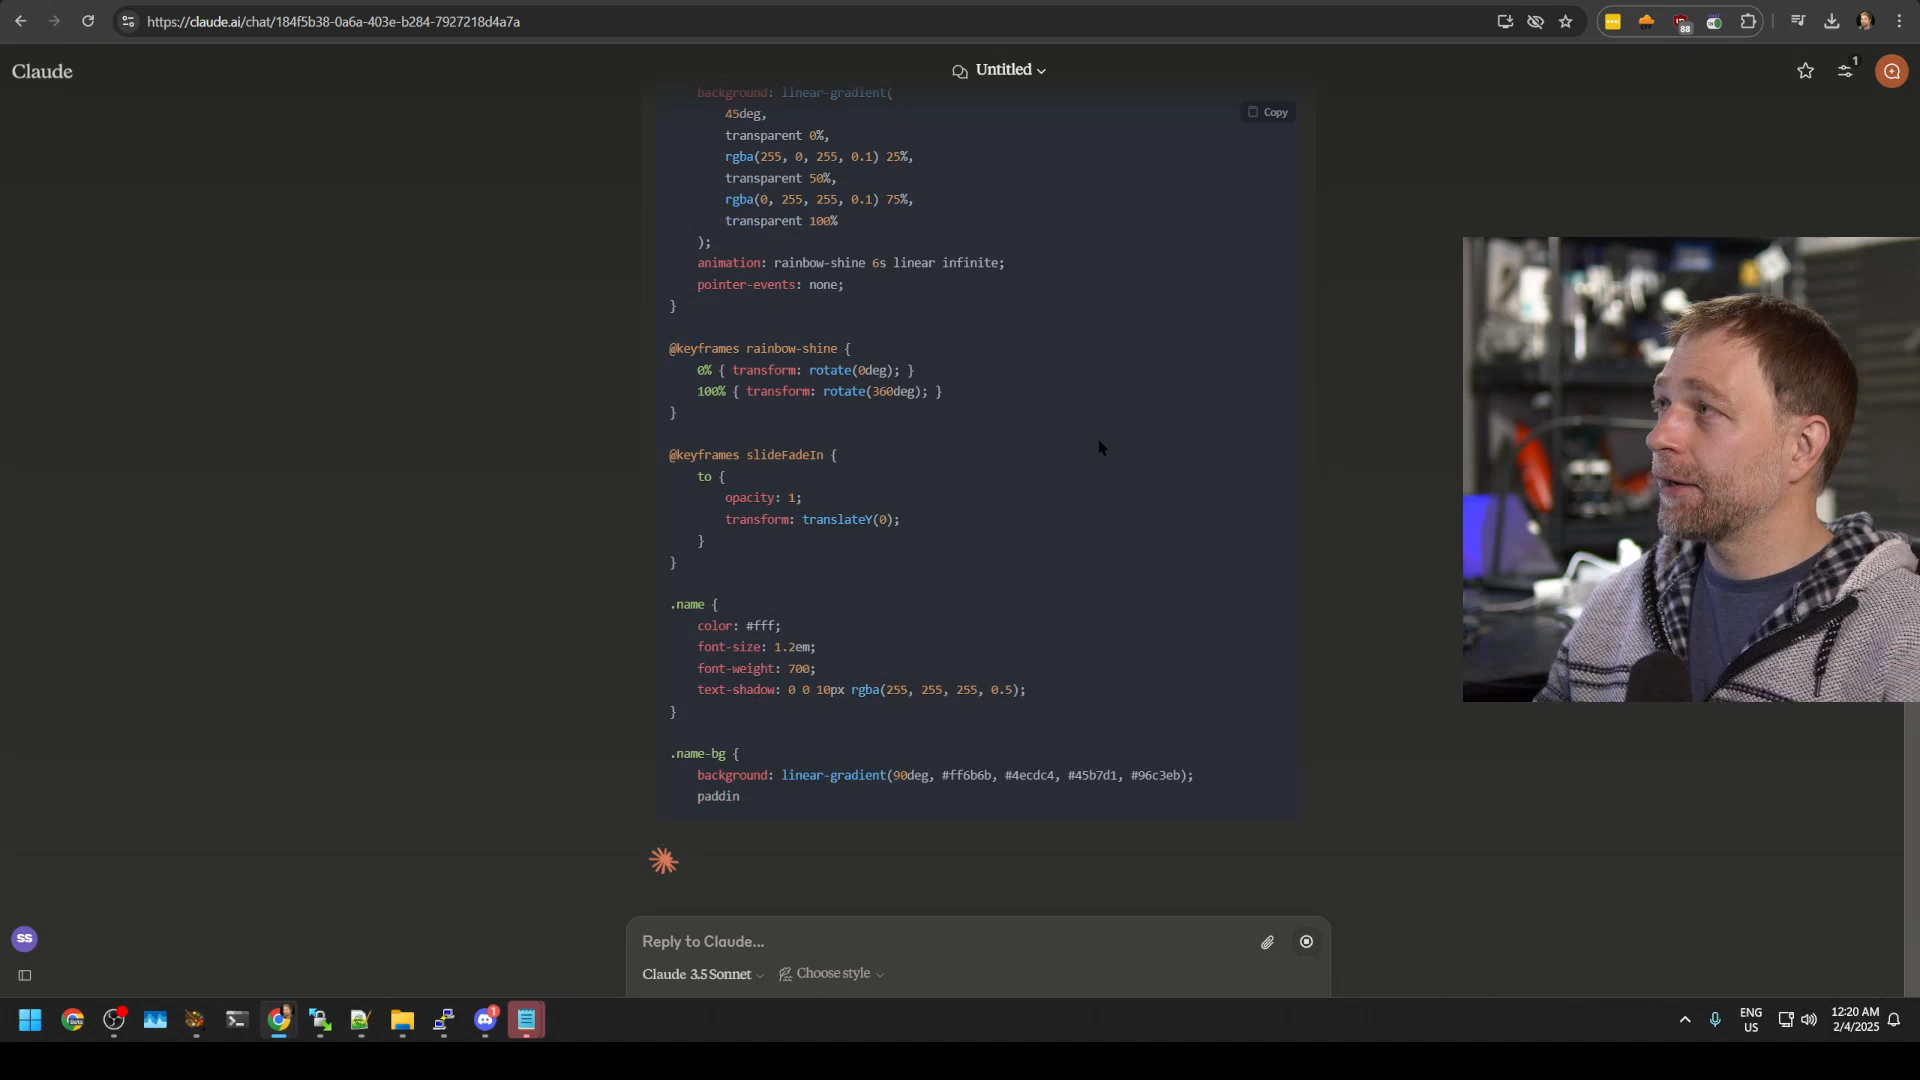 https://claude.ai/chat/184f5b38-0a6a-403e-b284-7927218d4a7a
88
Claude
Untitled
1
background: linear-gradient(
Copy
45deg,
transparent 0%,
rgba(255, 0, 255, 0.1) 25%,
transparent 50%,
rgba(0, 255, 255, 0.1) 75%,
transparent 100%
);
animation: rainbow-shine 6s linear infinite;
pointer-events: none;
}
@keyframes rainbow-shine {
0% { transform: rotate(0deg); }
100% { transform: rotate(360deg); }
}
@keyframes slideFadeIn {
to {
opacity: 1;
transform: translateY(0);
}
}
.name {
color: #fff;
font-size: 1.2em;
font-weight: 700;
text-shadow: 0 0 10px rgba(255, 255, 255, 0.5);
}
.name-bg {
background: linear-gradient(90deg, #ff6b6b, #4ecdc4, #45b7d1, #96c3eb);
paddin
SS
Reply to Claude...
Claude 3.5 Sonnet
Choose style
Beta
1
ENG
US
12:20 AM
2/4/2025